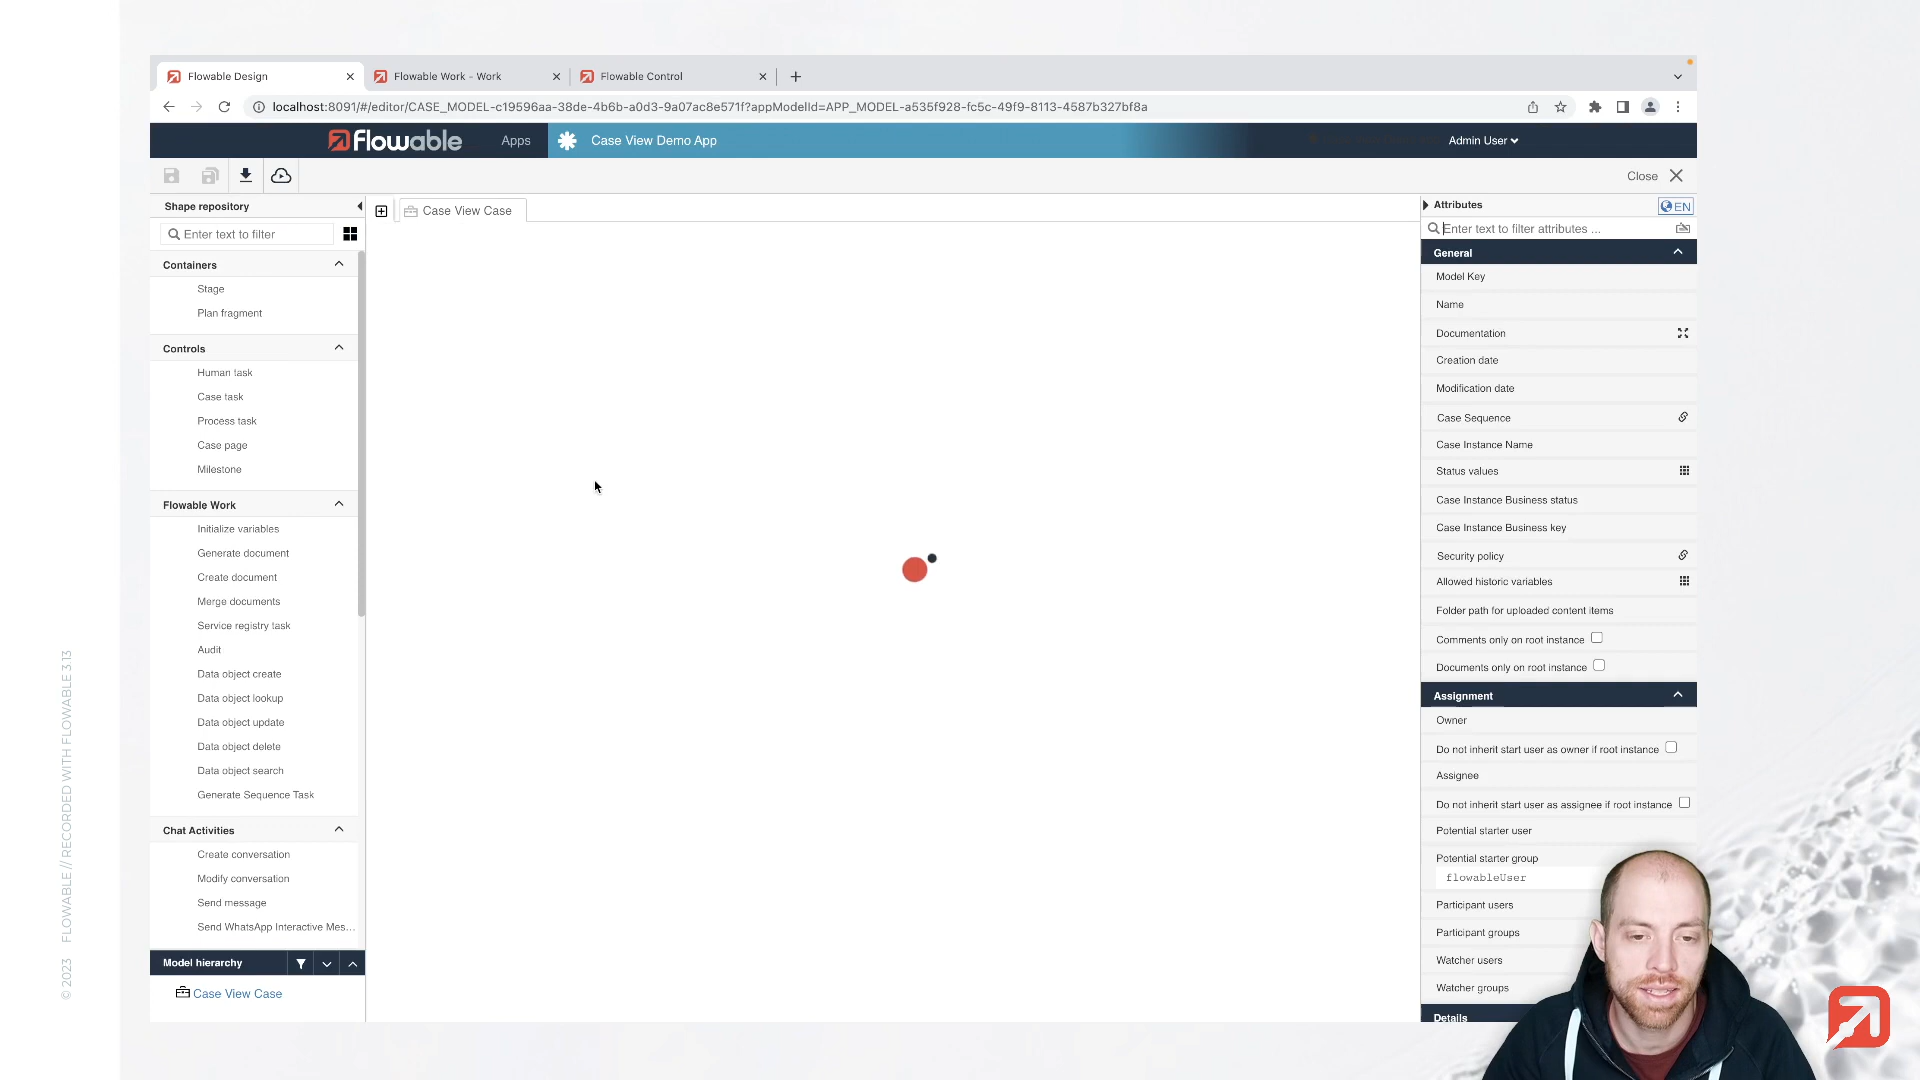 Flowable Design
Flowable Work - Work
Flowable Control
localhost:8091/#/editor/CASE_MODEL-c19596aa-38de-4b6b-a0d3-9a07ac8e571f?appModelId=APP_MODEL-a535f928-fc5c-49f9-8113-4587b327bf8a
Flowable
Apps
Case View Demo App
Admin User
Close
Shape repository
Enter text to filter
Containers
Stage
Plan fragment
Controls
Human task
Case task
Process task
Case page
Milestone
Flowable Work
Initialize variables
Generate document
Create document
Merge documents
Service registry task
Audit
Data object create
Data object lookup
Data object update
Data object delete
Data object search
Generate Sequence Task
Chat Activities
Create conversation
Modify conversation
Send message
Send WhatsApp Interactive Mes...
Model hierarchy
Case View Case
Case View Case
Attributes
EN
Enter text to filter attributes ...
General
Model Key
Name
Documentation
Creation date
Modification date
Case Sequence
Case Instance Name
Status values
Case Instance Business status
Case Instance Business key
Security policy
Allowed historic variables
Folder path for uploaded content items
Comments only on root instance
Documents only on root instance
Assignment
Owner
Do not inherit start user as owner if root instance
Assignee
Do not inherit start user as assignee if root instance
Potential starter user
Potential starter group
flowableUser
Participant users
Participant groups
Watcher users
Watcher groups
Details
© 2023 FLOWABLE // RECORDED WITH FLOWABLE 3.13